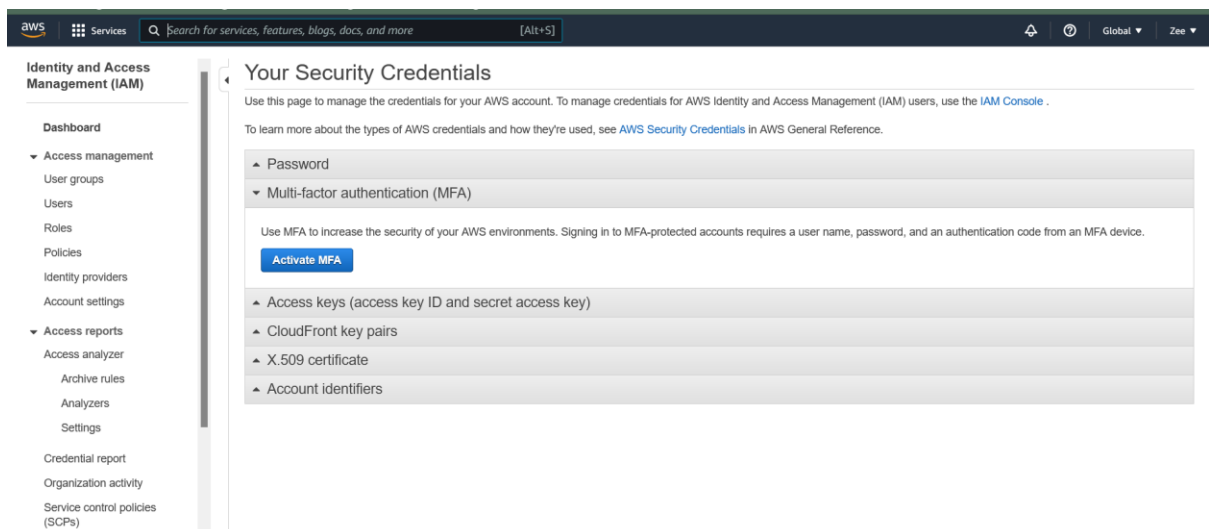 aws Services Search for services, features, blogs, docs, and more [Alt+S] Global Zee
Identity and Access
Management (IAM)
Dashboard
Access management
User groups
Users
Roles
Policies
Identity providers
Account settings
Access reports
Access analyzer
Archive rules
Analyzers
Settings
Credential report
Organization activity
Service control policies
(SCPs)
Your Security Credentials
Use this page to manage the credentials for your AWS account. To manage credentials for AWS Identity and Access Management (IAM) users, use the IAM Console .
To learn more about the types of AWS credentials and how they're used, see AWS Security Credentials in AWS General Reference.
Password
Multi-factor authentication (MFA)
Use MFA to increase the security of your AWS environments. Signing in to MFA-protected accounts requires a user name, password, and an authentication code from an MFA device.
Activate MFA
Access keys (access key ID and secret access key)
CloudFront key pairs
X.509 certificate
Account identifiers